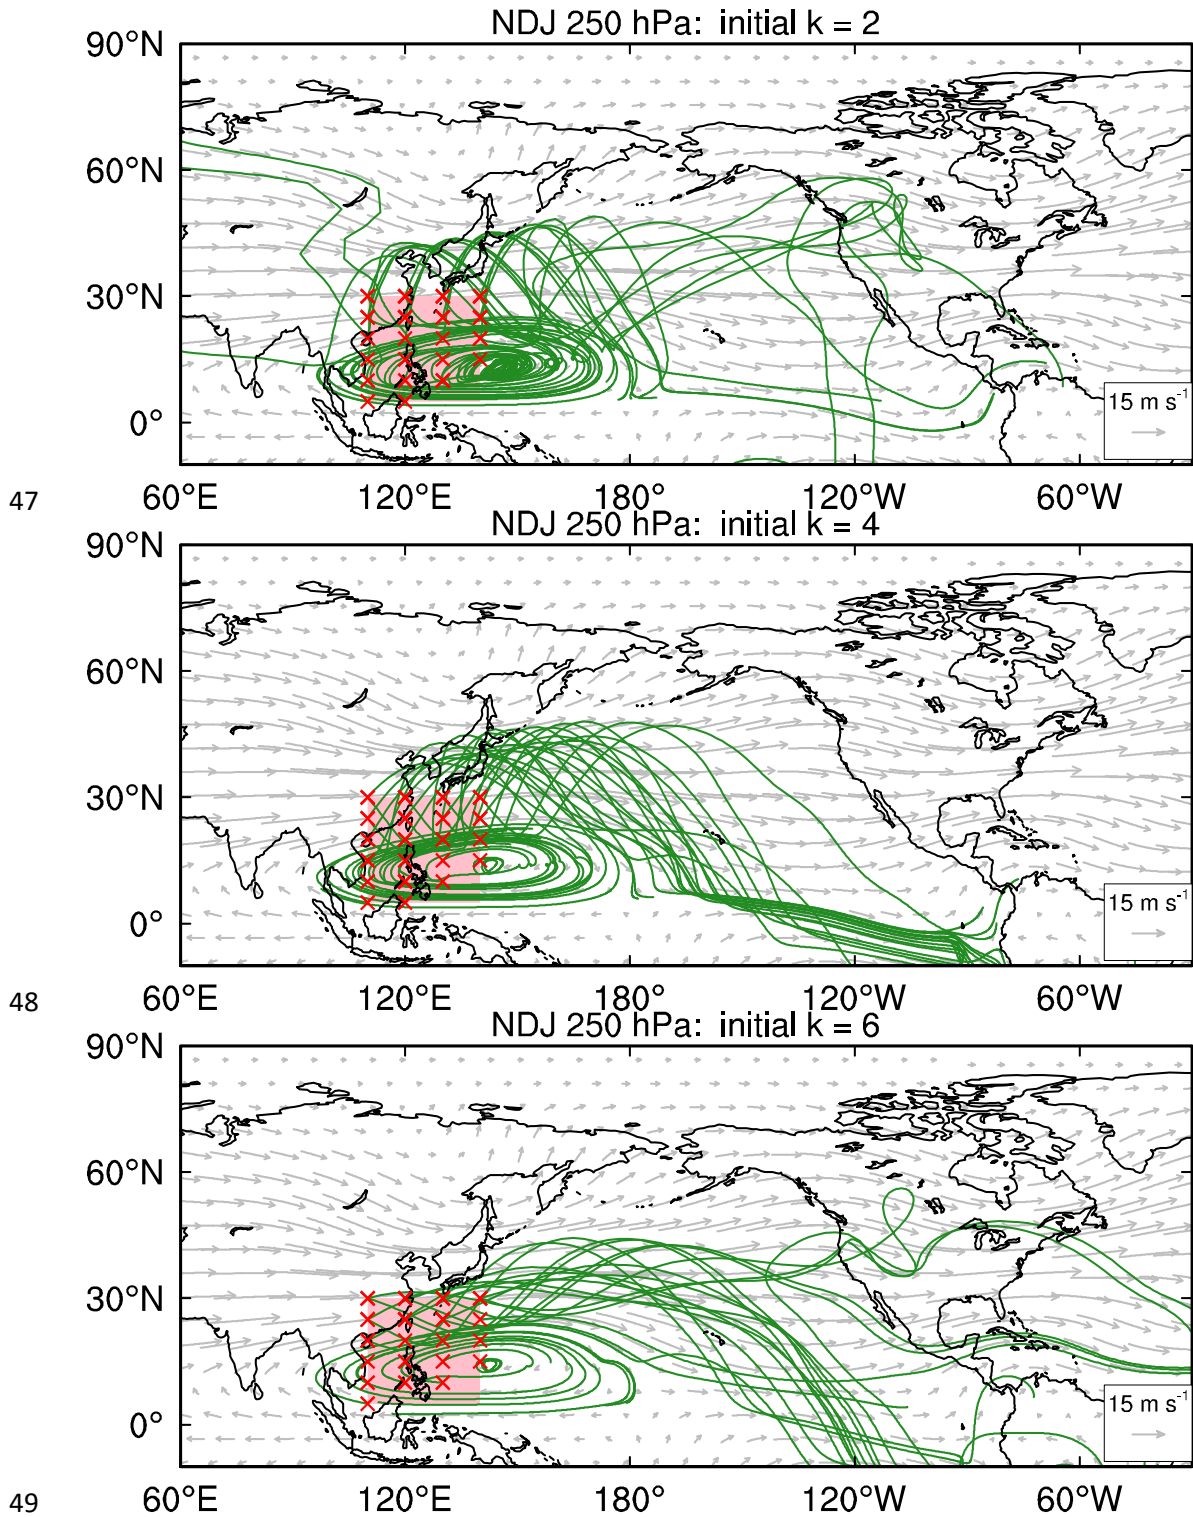 NDJ 250 hPa: initial k = 2
90°N
60°N
30°N
0°
15 m s-1
47
60°E 120°E 180° 120°W 60°W
NDJ 250 hPa: initial k = 4
90°N
60°N
30°N
0°
15 m s-1
48
60°E 120°E 180° 120°W 60°W
NDJ 250 hPa: initial k = 6
90°N
60°N
30°N
0°
15 m s-1
49
60°E 120°E 180° 120°W 60°W